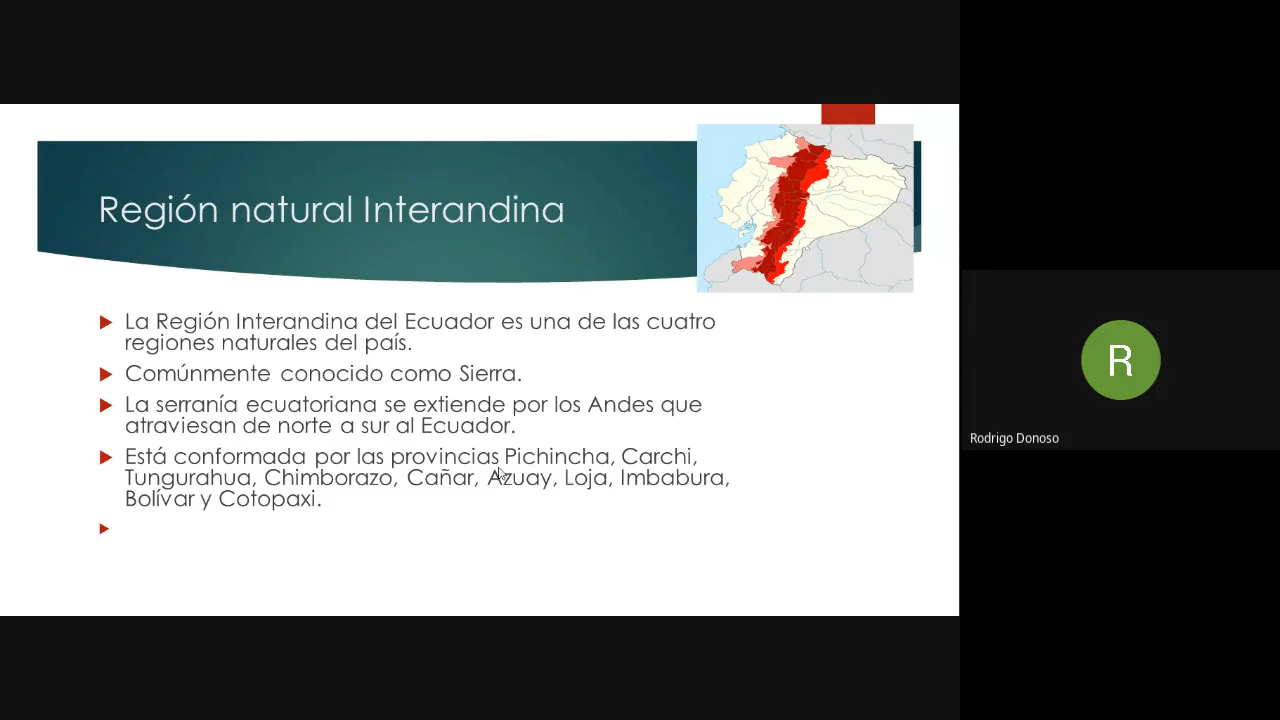 Región natural Interandina
La Región Interandina del Ecuador es una de las cuatro
regiones naturales del país.
Comúnmente conocido como Sierra.
La serranía ecuatoriana se extiende por los Andes que
atraviesan de norte a sur al Ecuador.
Está conformada por las provincias Pichincha, Carchi,
Tungurahua, Chimborazo, Cañar, Azuay, Loja, Imbabura,
Bolívar y Cotopaxi.
R
Rodrigo Donoso